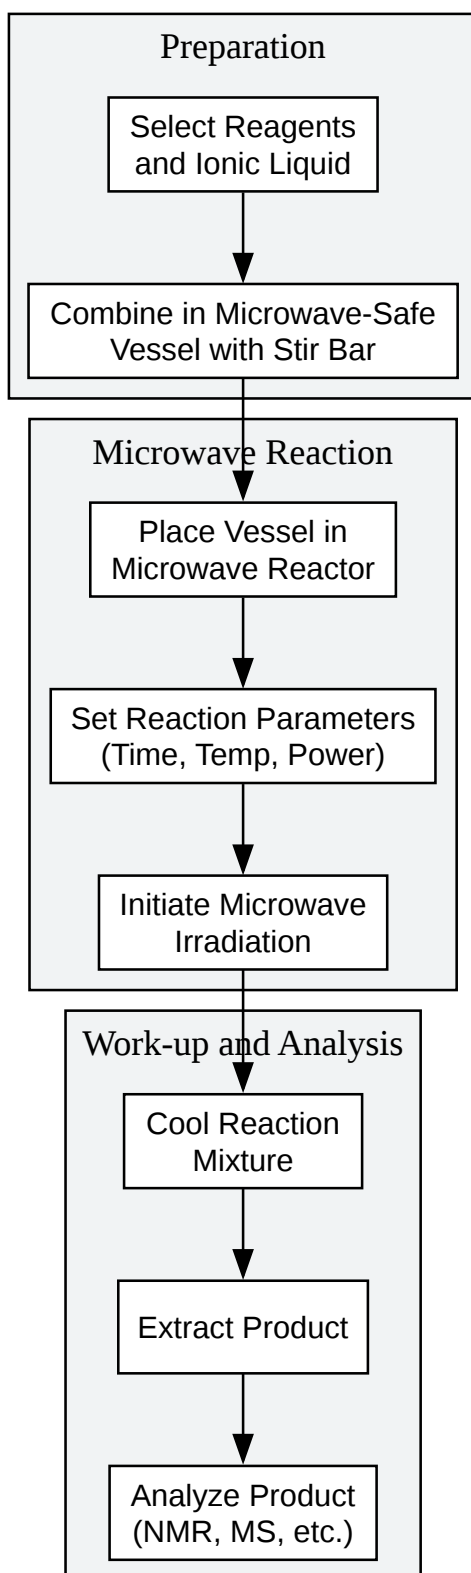 Preparation
Select Reagents
and Ionic Liquid
Combine in Microwave-Safe
Vessel with Stir Bar
Microwave Reaction
Place Vessel in
Microwave Reactor
Set Reaction Parameters
(Time, Temp, Power)
Initiate Microwave
Irradiation
Work-up and Analysis
Cool Reaction
Mixture
Extract Product
Analyze Product
(NMR, MS, etc.)